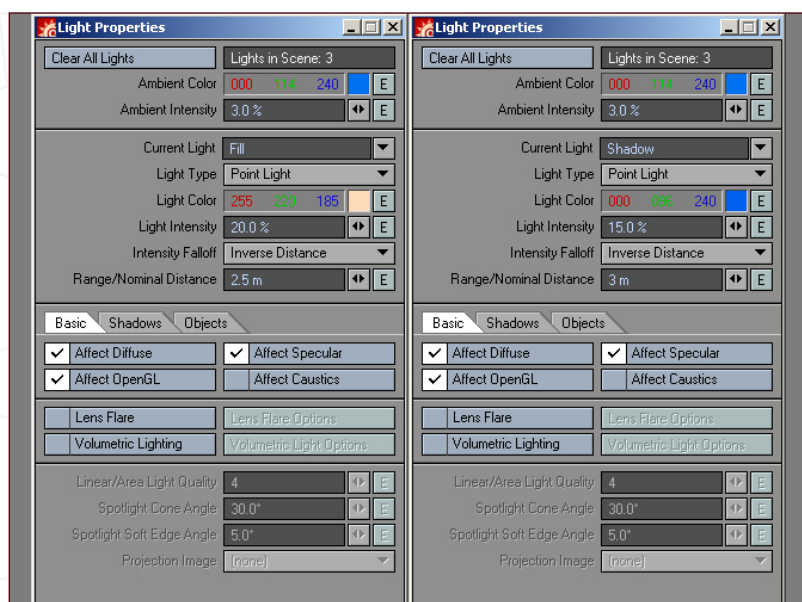 Light Properties
Clear All Lights Lights in Scene: 3
Ambient Color 000 114 240 E
Ambient Intensity 3.0 % E
Current Light Fill
Light Type Point Light
Light Color 255 220 185 E
Light Intensity 20.0 % E
Intensity Falloff Inverse Distance
Range/Nominal Distance 2.5 m E
Basic Shadows Objects
Affect Diffuse Affect Specular
Affect OpenGL Affect Caustics
Lens Flare Lens Flare Options
Volumetric Lighting Volumetric Light Options
Linear/Area Light Quality 4 E
Spotlight Cone Angle 30.0° E
Spotlight Soft Edge Angle 5.0° E
Projection Image (none)
Light Properties
Clear All Lights Lights in Scene: 3
Ambient Color 000 114 240 E
Ambient Intensity 3.0 % E
Current Light Shadow
Light Type Point Light
Light Color 000 096 240 E
Light Intensity 15.0 % E
Intensity Falloff Inverse Distance
Range/Nominal Distance 3 m E
Basic Shadows Objects
Affect Diffuse Affect Specular
Affect OpenGL Affect Caustics
Lens Flare Lens Flare Options
Volumetric Lighting Volumetric Light Options
Linear/Area Light Quality 4 E
Spotlight Cone Angle 30.0° E
Spotlight Soft Edge Angle 5.0° E
Projection Image (none)